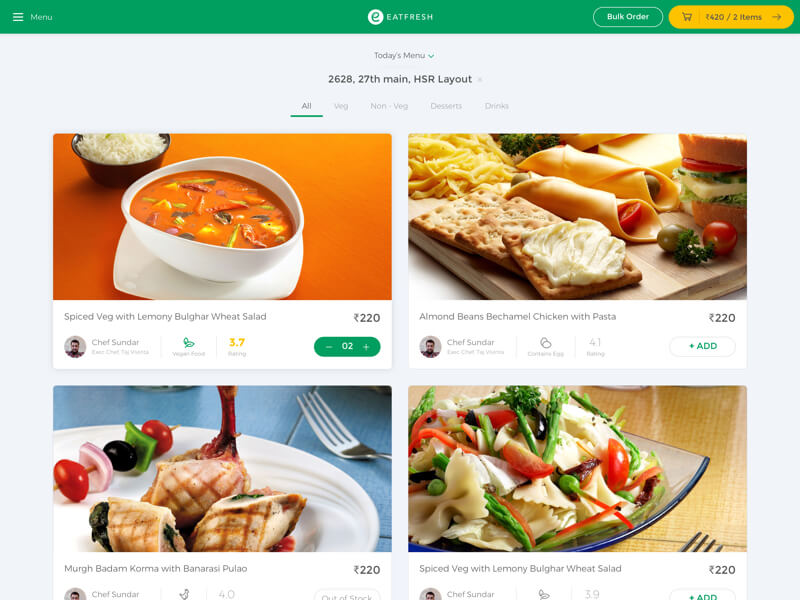 Menu
EATFRESH
Bulk Order
₹420 / 2 Items
Today's Menu
2628, 27th main, HSR Layout ×
All Veg Non - Veg Desserts Drinks
Spiced Veg with Lemony Bulghar Wheat Salad ₹220
Chef Sundar
Exec Chef, Taj Visinta
Vegan Food
3.7
Rating
− 02 +
Almond Beans Bechamel Chicken with Pasta ₹220
Chef Sundar
Exec Chef, Taj Visinta
Contains Egg
4.1
Rating
+ ADD
Murgh Badam Korma with Banarasi Pulao ₹220
Chef Sundar
4.0
Out of Stock
Spiced Veg with Lemony Bulghar Wheat Salad ₹220
Chef Sundar
3.9
+ ADD